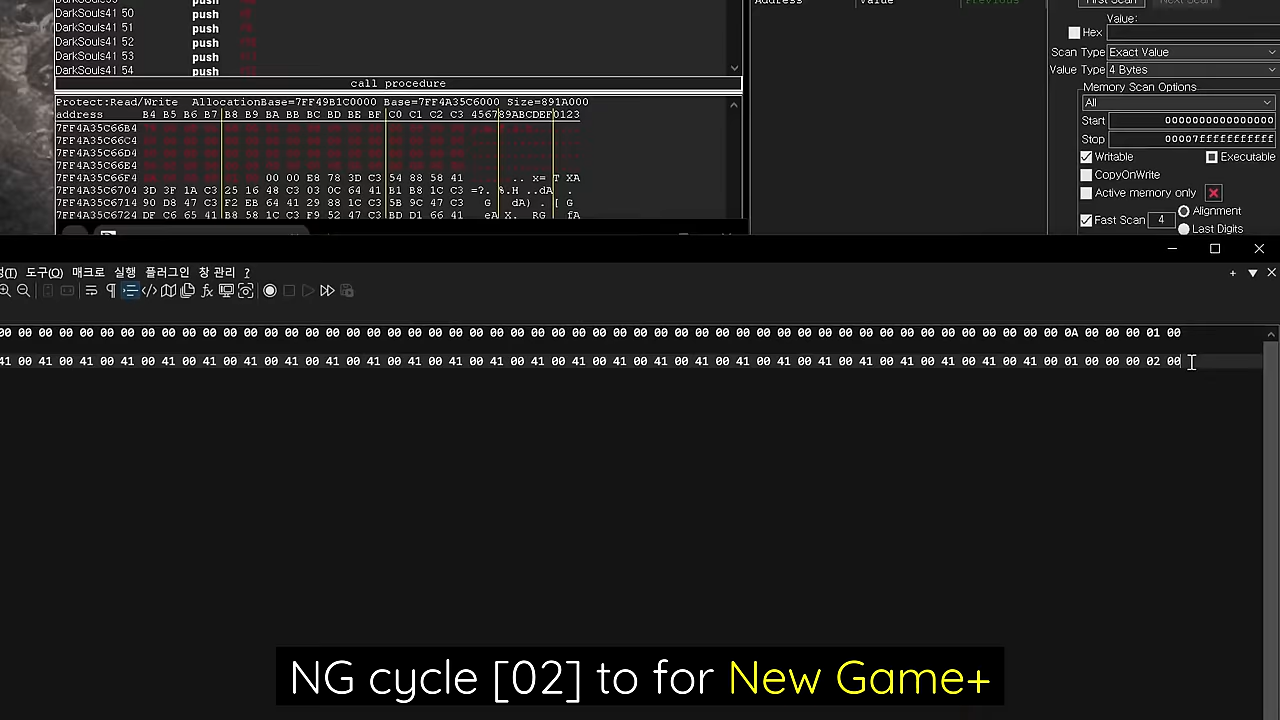 Address Value Previous
First Scan Next Scan
DarkSouls41 50 push
DarkSouls41 51 push
DarkSouls41 52 push
DarkSouls41 53 push
DarkSouls41 54 push
call procedure
Value:
Hex
Scan Type Exact Value
Value Type 4 Bytes
Memory Scan Options
All
Start 0000000000000000
Stop 00007fffffffffff
Writable Executable
CopyOnWrite
Active memory only
Fast Scan 4 Alignment
Last Digits
Protect:Read/Write AllocationBase=7FF49B1C0000 Base=7FF4A35C6000 Size=891A000
address B4 B5 B6 B7 B8 B9 BA BB BC BD BE BF C0 C1 C2 C3 456789ABCDEF0123
7FF4A35C66B4
7FF4A35C66C4
7FF4A35C66D4
7FF4A35C66E4
7FF4A35C66F4 00 00 E8 78 3D C3 54 88 58 41 .. x= T XA
7FF4A35C6704 3D 3F 1A C3 25 16 48 C3 03 0C 64 41 B1 B8 1C C3 =?. %.H ..dA .
7FF4A35C6714 90 D8 47 C3 F2 EB 64 41 29 88 1C C3 5B 9C 47 C3 G dA) . [ G
7FF4A35C6724 DF C6 65 41 B8 58 1C C3 F9 52 47 C3 BD D1 66 41 eA X. RG fA
도구(O) 매크로 실행 플러그인 창 관리 ?
00 00 00 00 00 00 00 00 00 00 00 00 00 00 00 00 00 00 00 00 00 00 00 00 00 00 00 00 00 00 00 00 00 00 00 00 00 00 00 00 00 00 00 00 00 00 00 00 00 00 00 00 0A 00 00 00 01 00
41 00 41 00 41 00 41 00 41 00 41 00 41 00 41 00 41 00 41 00 41 00 41 00 41 00 41 00 41 00 41 00 41 00 41 00 41 00 41 00 41 00 41 00 41 00 41 00 41 00 41 00 01 00 00 00 02 00
NG cycle [02] to for New Game+